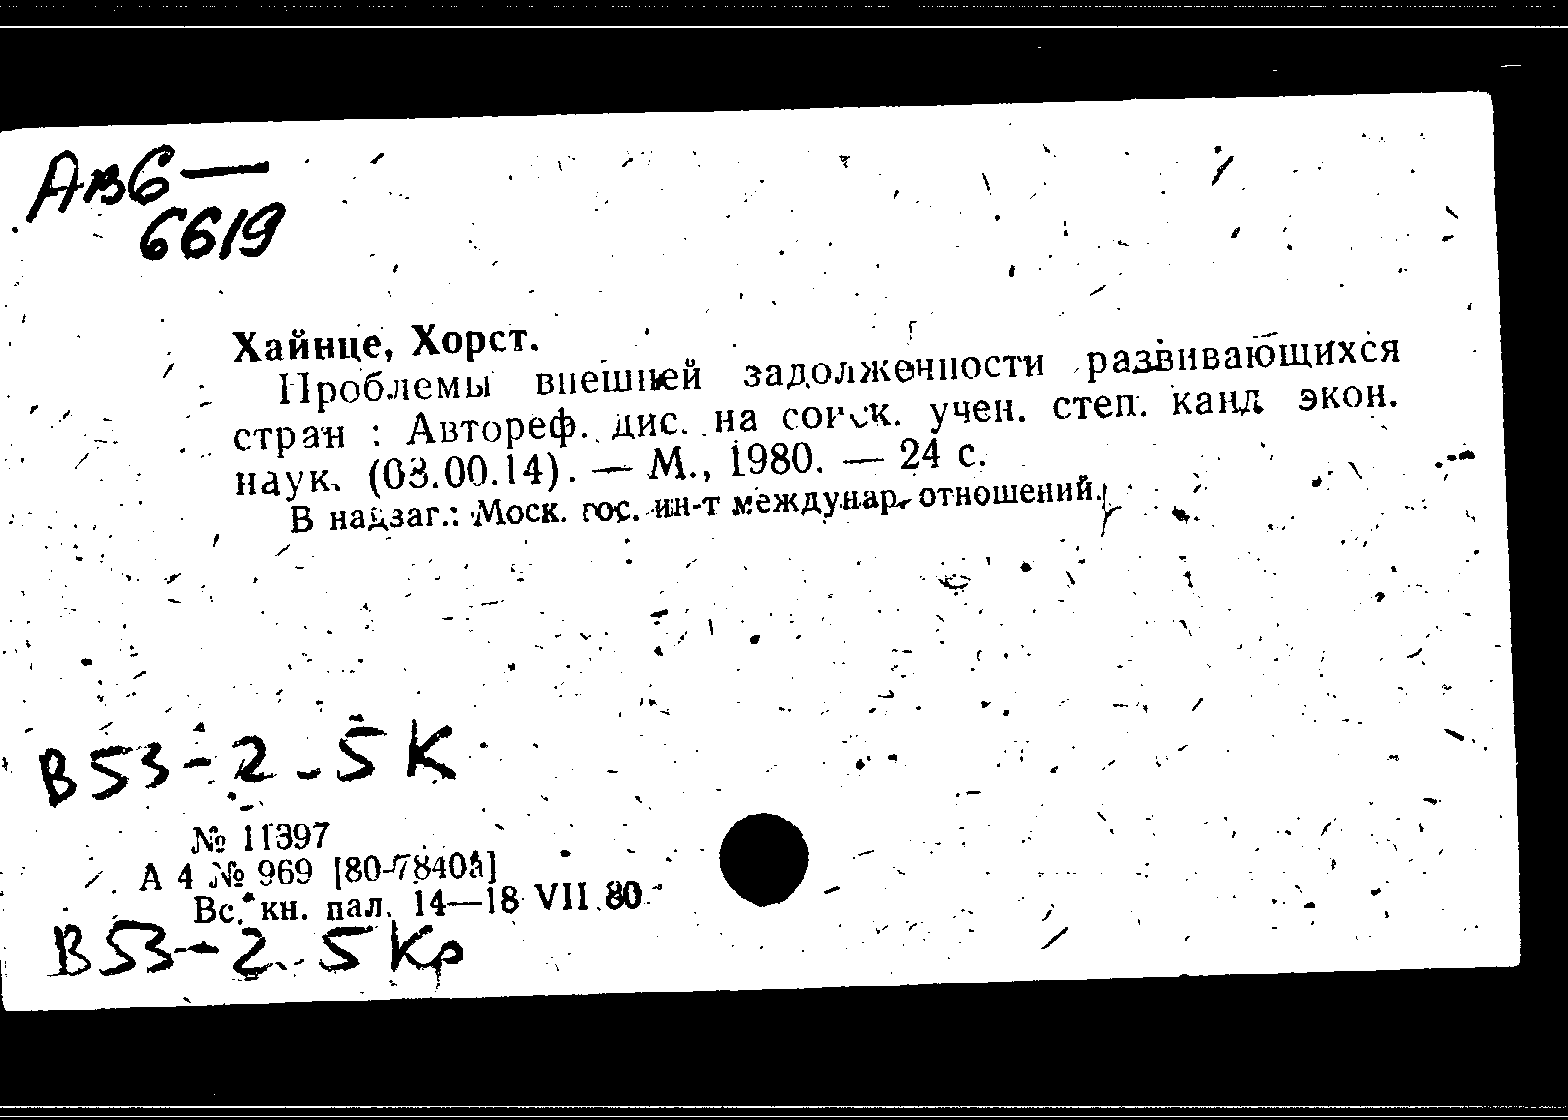 Ав6—
6619
Хайнце, Хорст.
Проблемы внешней задолженности развивающихся
стран : Автореф. дис. на соиск. учен. степ. канд. экон.
наук. (08.00.14). — М., 1980. — 24 с.
В надзаг.: Моск. гос. ин-т междунар. отношений.
В53-2-5К
№ 11397
А 4 № 969 [80-7840а]
Вс. кн. пал. 14—18 VII 80
В53-2-5Кр